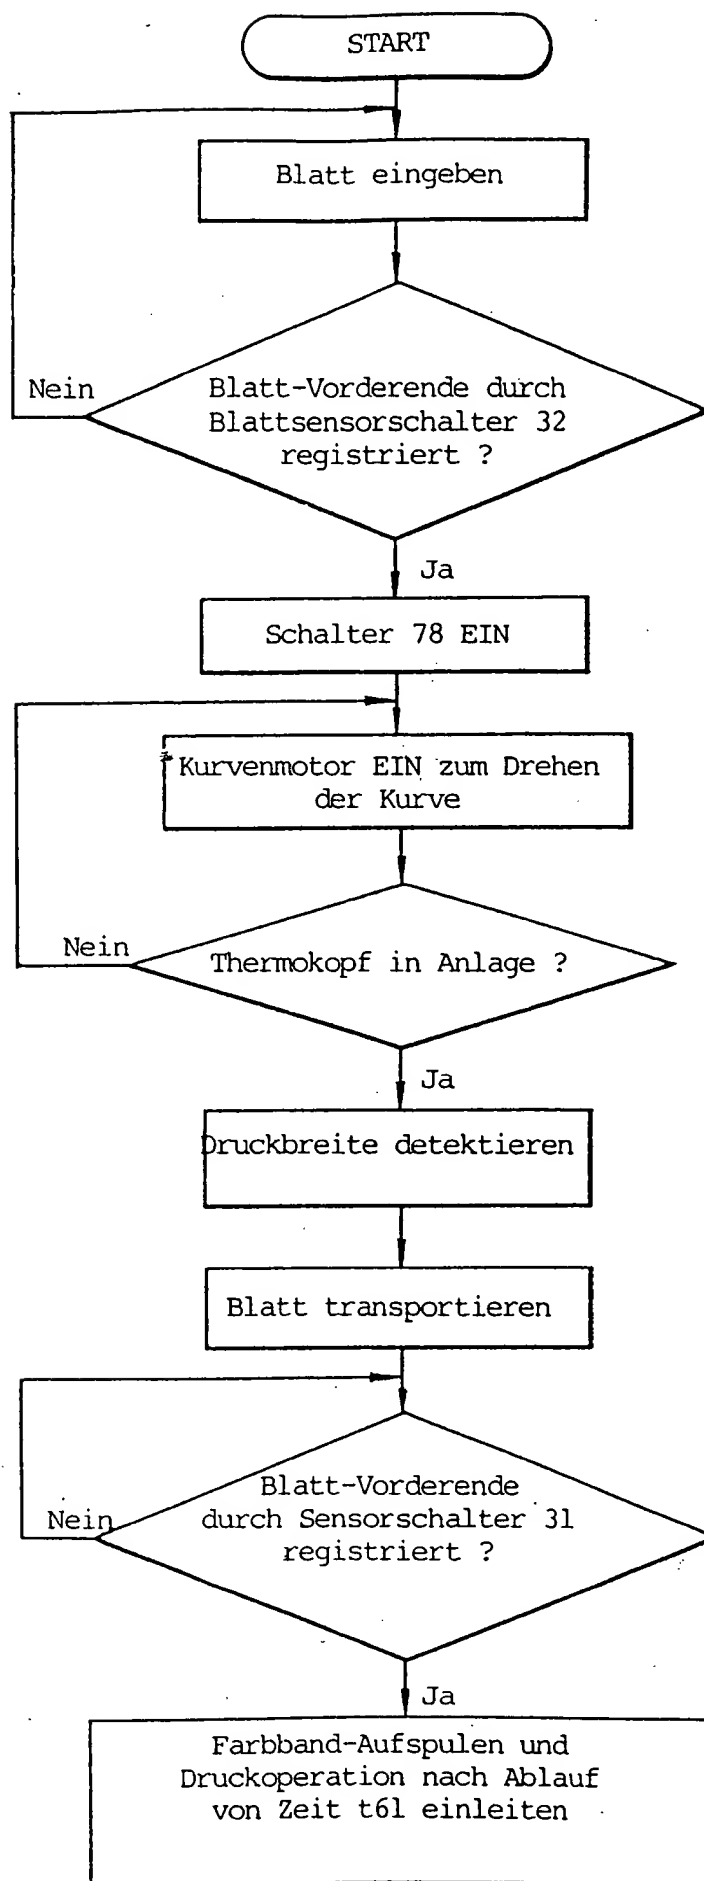 START
Blatt eingeben
Nein
Blatt-Vorderende durch
Blattsensorschalter 32
registriert ?
Ja
Schalter 78 EIN
Kurvenmotor EIN zum Drehen
der Kurve
Nein
Thermokopf in Anlage ?
Ja
Druckbreite detektieren
Blatt transportieren
Blatt-Vorderende
Nein
durch Sensorschalter 31
registriert ?
Ja
Farbband-Aufspulen und
Druckoperation nach Ablauf
von Zeit t61 einleiten